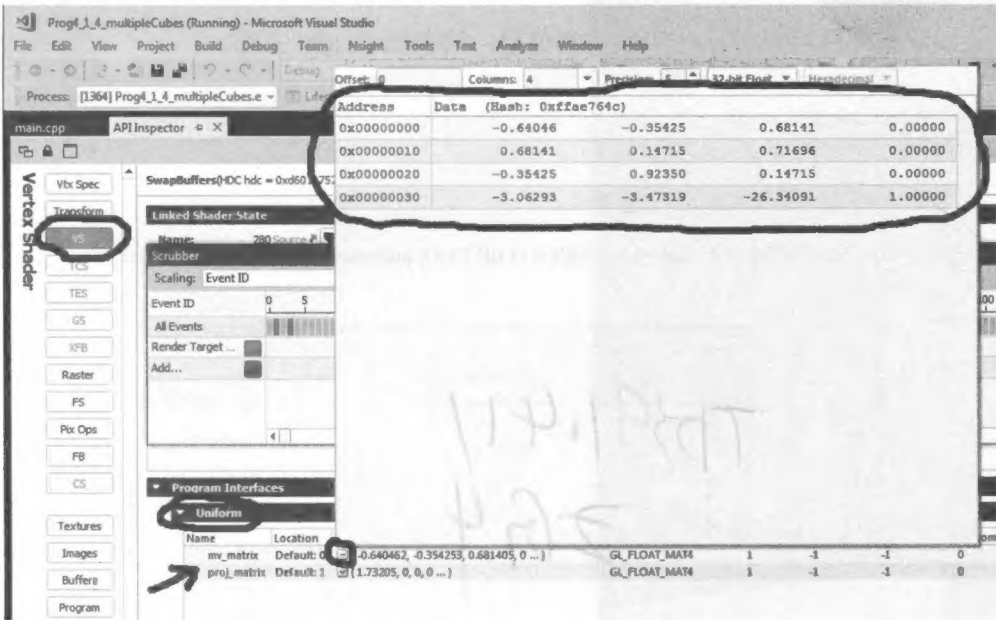 Prog4_1_4_multipleCubes (Running) - Microsoft Visual Studio
File Edit View Project Build Debug Team Nsight Tools Test Analyze Window Help
Debug
Process: [1364] Prog4_1_4_multipleCubes.e
Offset: 0 Columns: 4 Precision: 5 32-bit Float Hexadecimal
Address Data (Hash: 0xffae764c)
0x00000000 -0.64046 -0.35425 0.68141 0.00000
0x00000010 0.68141 0.14715 0.71696 0.00000
0x00000020 -0.35425 0.92350 0.14715 0.00000
0x00000030 -3.06293 -3.47319 -26.34091 1.00000
main.cpp API Inspector
Vertex Shader
Vtx Spec
Transform
VS
TCS
TES
GS
XFB
Raster
FS
Pix Ops
FB
CS
Textures
Images
Buffers
Program
SwapBuffers(HDC hdc =
Linked Shader State
Name: 280 Source
Scrubber
Scaling: Event ID
Event ID 0 5
All Events
Render Target ...
Add...
Program Interfaces
Uniform
Name Location
mv_matrix Default: 0 -0.640462, -0.354253, 0.681405, 0 ... } GL_FLOAT_MAT4 1 -1 -1 0
proj_matrix Default: 1 { 1.73205, 0, 0, 0 ... } GL_FLOAT_MAT4 1 -1 -1 0